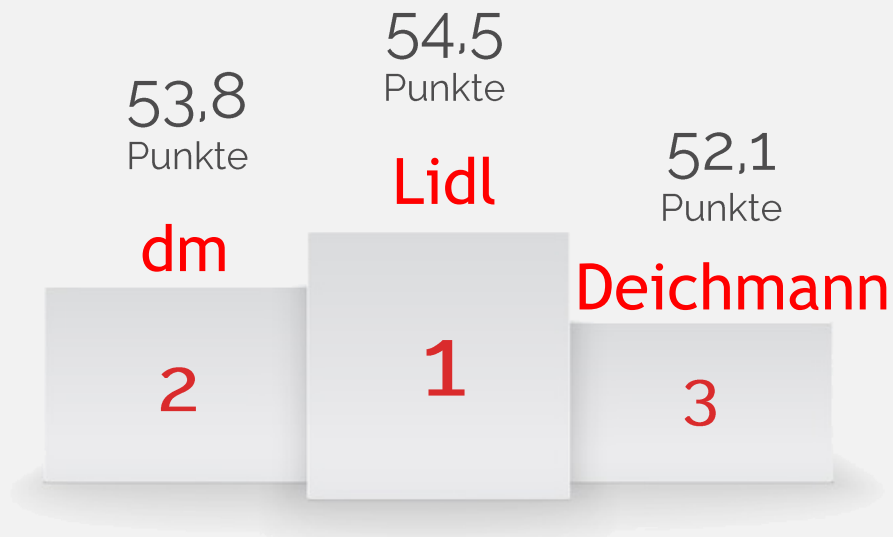 54,5
Punkte
Lidl
1
53,8
Punkte
dm
2
52,1
Punkte
Deichmann
3